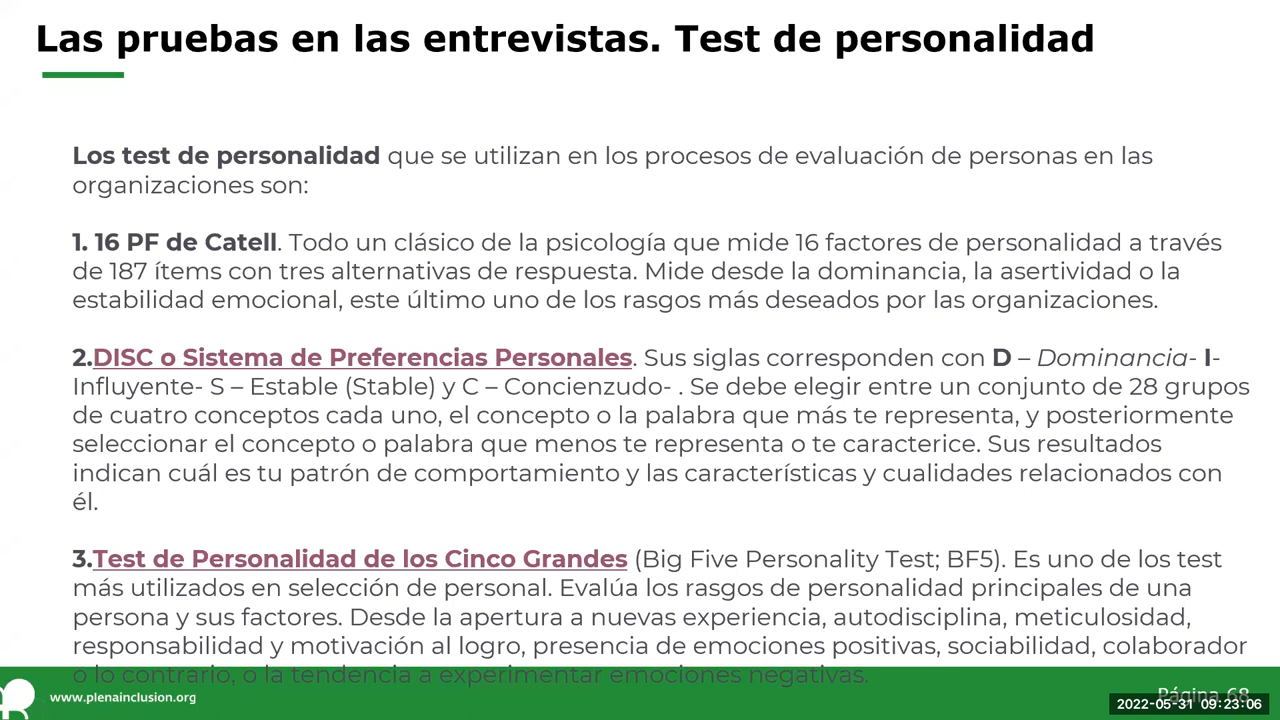 Las pruebas en las entrevistas. Test de personalidad
Los test de personalidad que se utilizan en los procesos de evaluación de personas en las
organizaciones son:
1. 16 PF de Catell. Todo un clásico de la psicología que mide 16 factores de personalidad a través
de 187 ítems con tres alternativas de respuesta. Mide desde la dominancia, la asertividad o la
estabilidad emocional, este último uno de los rasgos más deseados por las organizaciones.
2.DISC o Sistema de Preferencias Personales. Sus siglas corresponden con D – Dominancia- I-
Influyente- S – Estable (Stable) y C – Concienzudo- . Se debe elegir entre un conjunto de 28 grupos
de cuatro conceptos cada uno, el concepto o la palabra que más te representa, y posteriormente
seleccionar el concepto o palabra que menos te representa o te caracterice. Sus resultados
indican cuál es tu patrón de comportamiento y las características y cualidades relacionados con
él.
3.Test de Personalidad de los Cinco Grandes (Big Five Personality Test; BF5). Es uno de los test
más utilizados en selección de personal. Evalúa los rasgos de personalidad principales de una
persona y sus factores. Desde la apertura a nuevas experiencia, autodisciplina, meticulosidad,
responsabilidad y motivación al logro, presencia de emociones positivas, sociabilidad, colaborador
o lo contrario, o la tendencia a experimentar emociones negativas.
www.plenainclusion.org
Página 68
2022-05-31 09:23:06